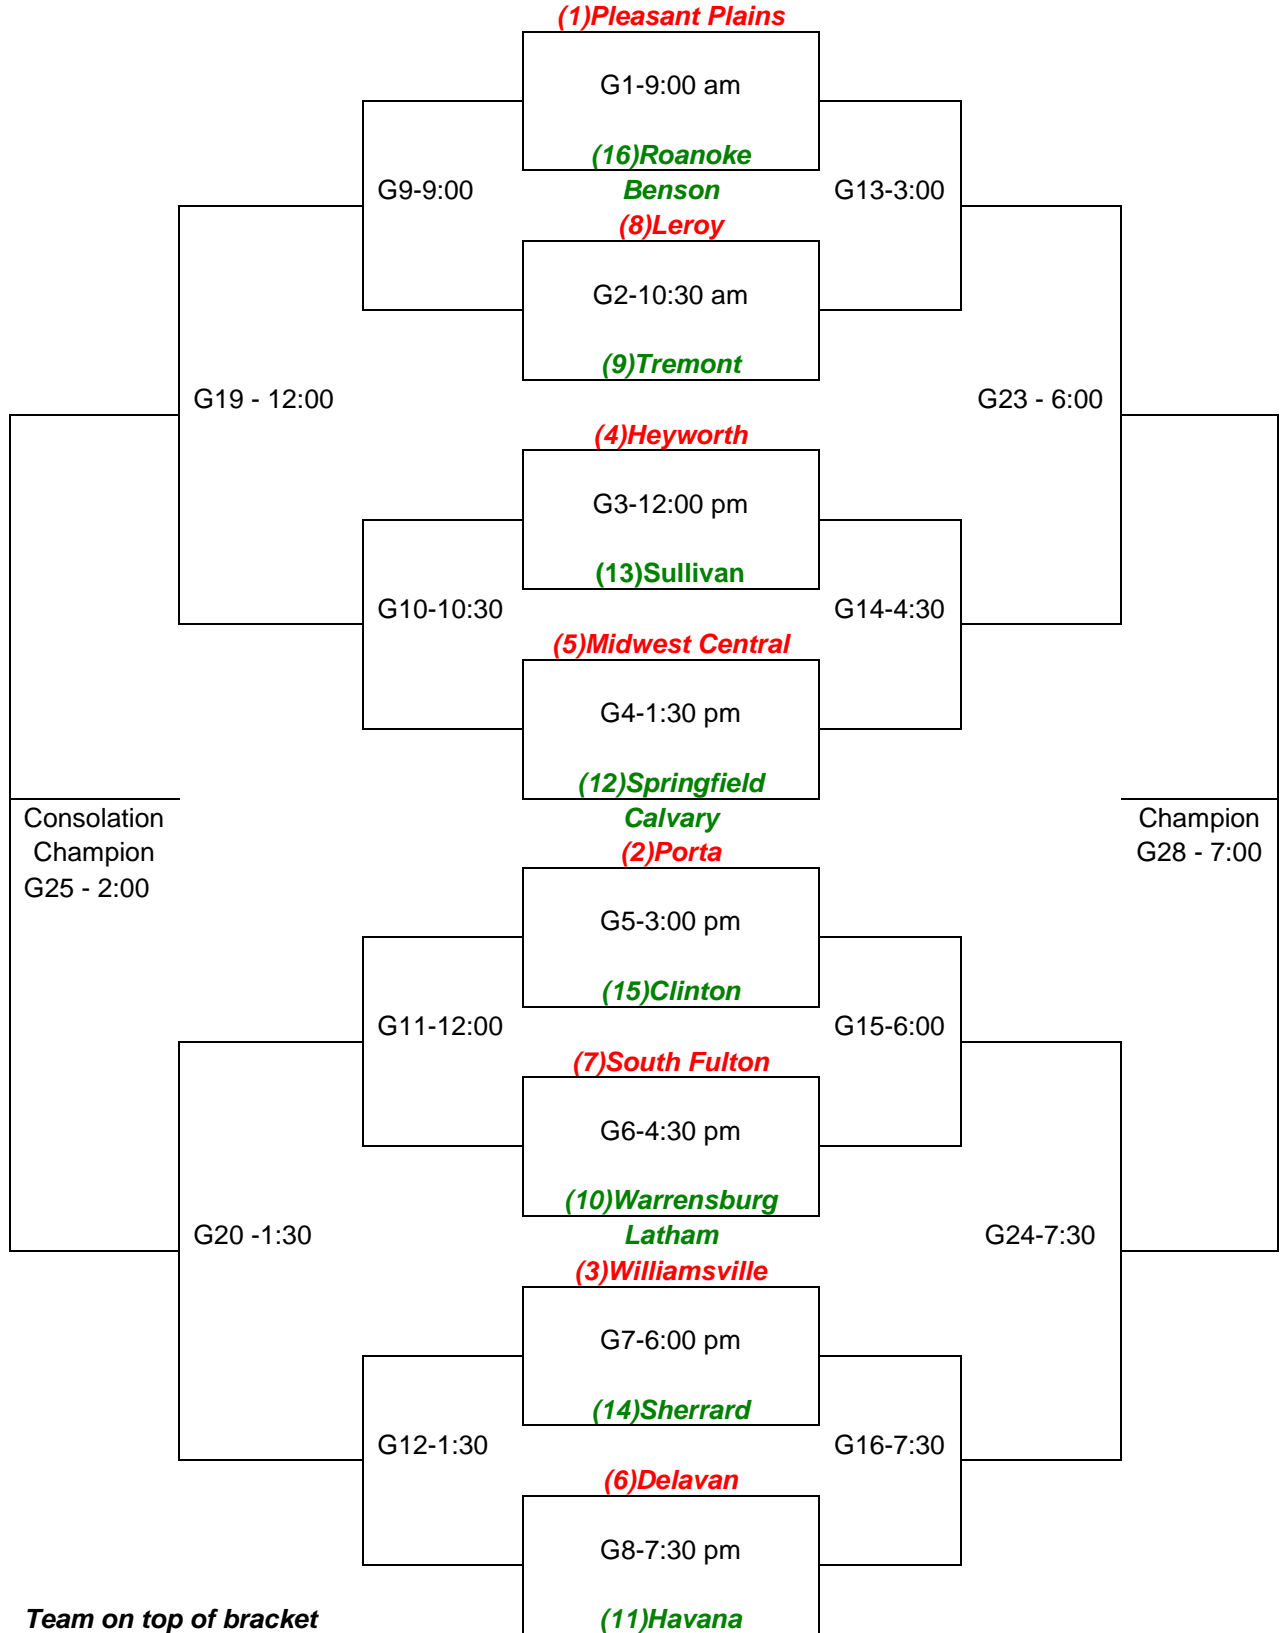 (1)Pleasant Plains
G1-9:00 am
(16)Roanoke
G9-9:00
Benson
G13-3:00
(8)Leroy
G2-10:30 am
(9)Tremont
G19 - 12:00
G23 - 6:00
(4)Heyworth
G3-12:00 pm
(13)Sullivan
G10-10:30
G14-4:30
(5)Midwest Central
G4-1:30 pm
(12)Springfield
Consolation
Calvary
Champion
Champion
(2)Porta
G28 - 7:00
G25 - 2:00
G5-3:00 pm
(15)Clinton
G11-12:00
G15-6:00
(7)South Fulton
G6-4:30 pm
(10)Warrensburg
G20 -1:30
Latham
G24-7:30
(3)Williamsville
G7-6:00 pm
(14)Sherrard
G12-1:30
G16-7:30
(6)Delavan
G8-7:30 pm
Team on top of bracket
(11)Havana